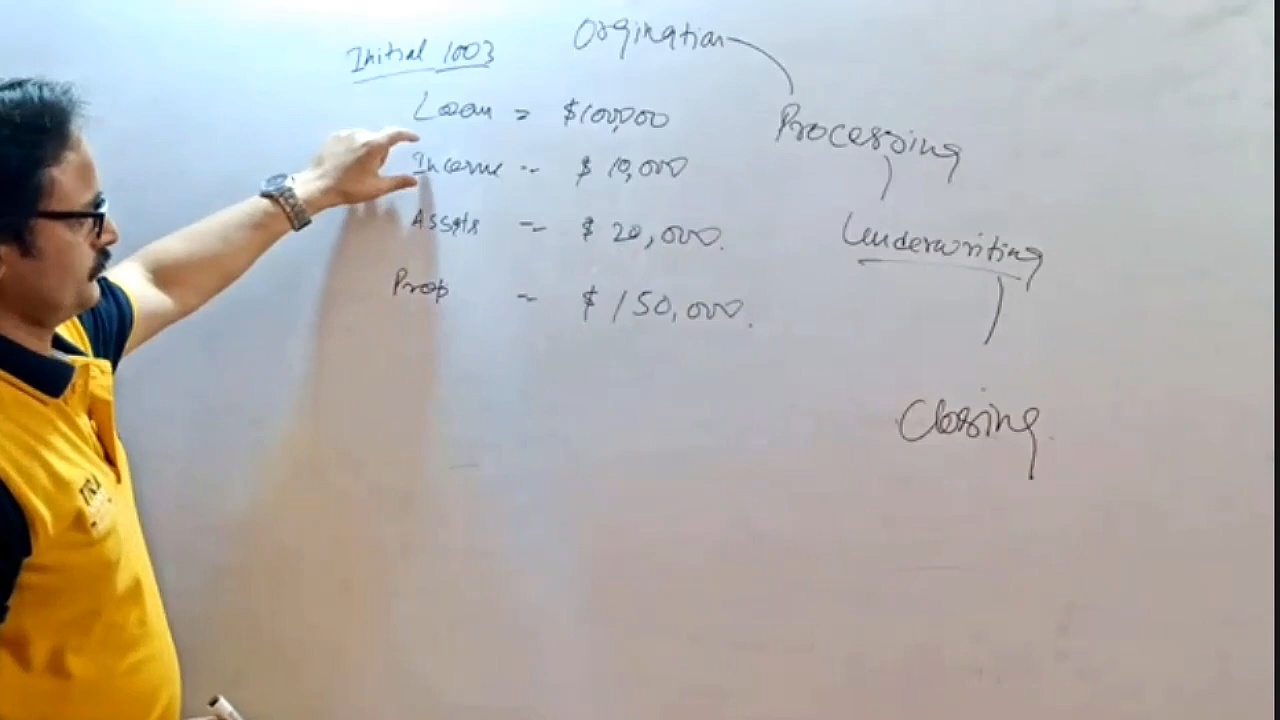 Initial 1003
Loan = $100,000
Income -- $10,000
Assets -- $20,000.
Prop - $150,000.
Orgination
Processing
Underwriting
Closing